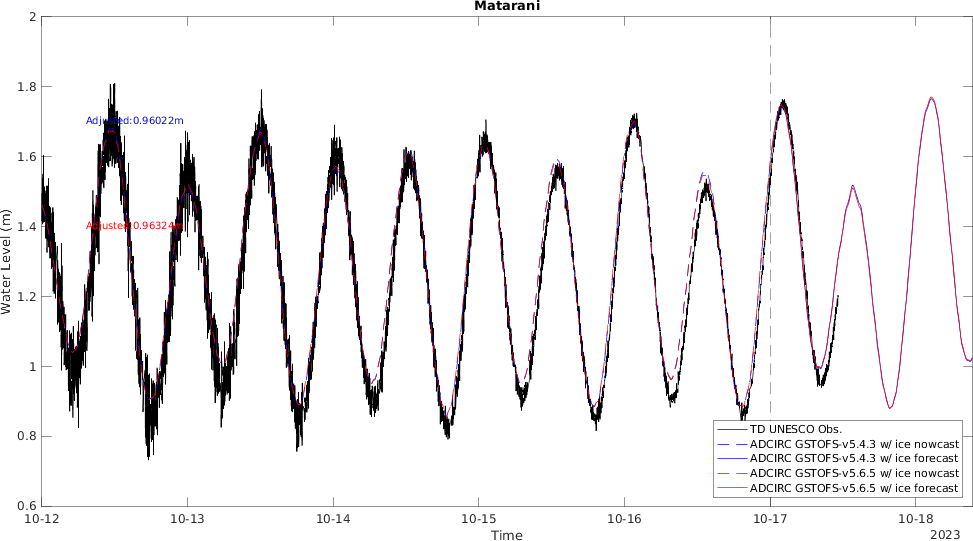 Matarani
2
1.8
1.6
1.4
1.2
1
0.8
0.6
Water Level (m)
Adjusted:0.96022m
Adjusted:0.96324m
TD UNESCO Obs.
ADCIRC GSTOFS-v5.4.3 w/ ice nowcast
ADCIRC GSTOFS-v5.4.3 w/ ice forecast
ADCIRC GSTOFS-v5.6.5 w/ ice nowcast
ADCIRC GSTOFS-v5.6.5 w/ ice forecast
10-12 10-13 10-14 10-15 10-16 10-17 10-18
Time
2023